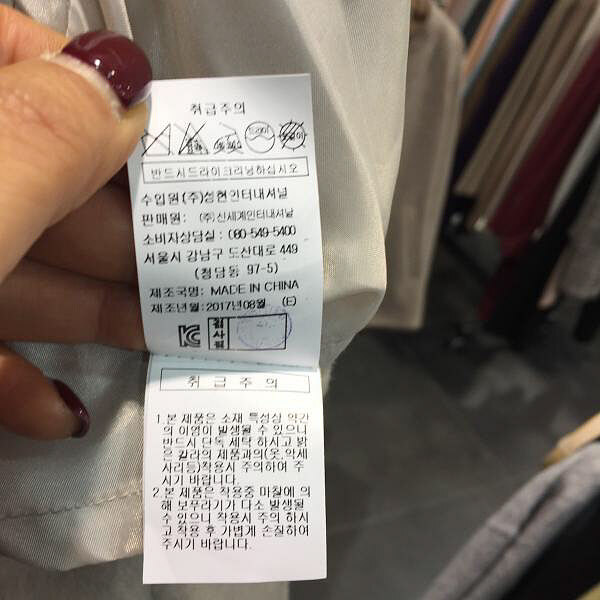 취급주의
드라이
반드시드라이크리닝하십시오
수입원(주)성현인터내셔널
판매원: (주)신세계인터내셔날
소비자상담실: 080-549-5400
서울시 강남구 도산대로 449
(청담동 97-5)
제조국명: MADE IN CHINA
제조년월:2017년08월 (E)
검사필
취급주의
1.본 제품은 소재 특성상 약간
의 이염이 발생될 수 있으니
반드시 단독 세탁 하시고 밝
은 칼라의 제품과의(옷,악세
사리등)착용시 주의하여 주
시기 바랍니다.
2.본 제품은 착용중 마찰에 의
해 보푸라기가 다소 발생될
수 있으니 착용시 주의 하시
고 착용 후 가볍게 손질하여
주시기 바랍니다.